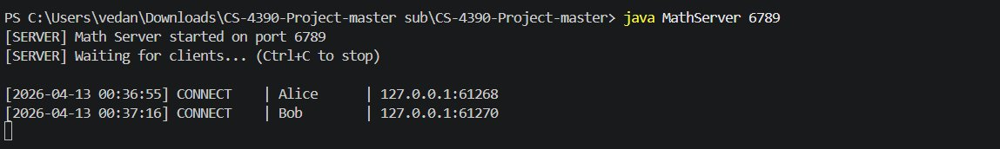 PS C:\Users\vedan\Downloads\CS-4390-Project-master sub\CS-4390-Project-master> java MathServer 6789
[SERVER] Math Server started on port 6789
[SERVER] Waiting for clients... (Ctrl+C to stop)
[2026-04-13 00:36:55] CONNECT    | Alice      | 127.0.0.1:61268
[2026-04-13 00:37:16] CONNECT    | Bob        | 127.0.0.1:61270